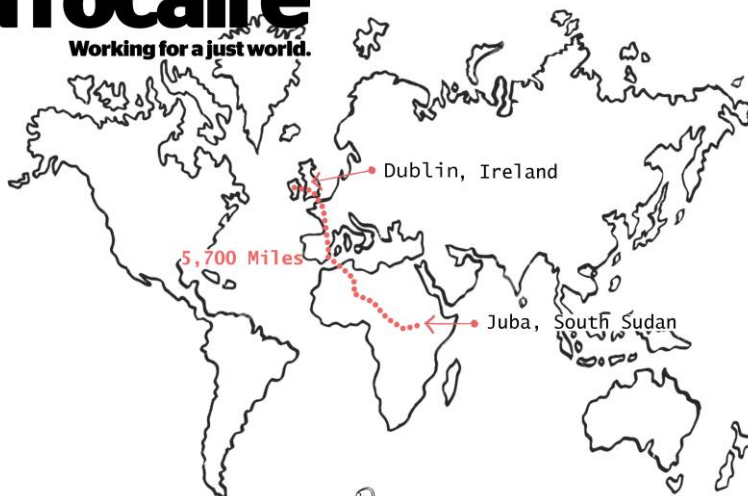 Working for a just world.
Dublin, Ireland
5,700 Miles
Juba, South Sudan